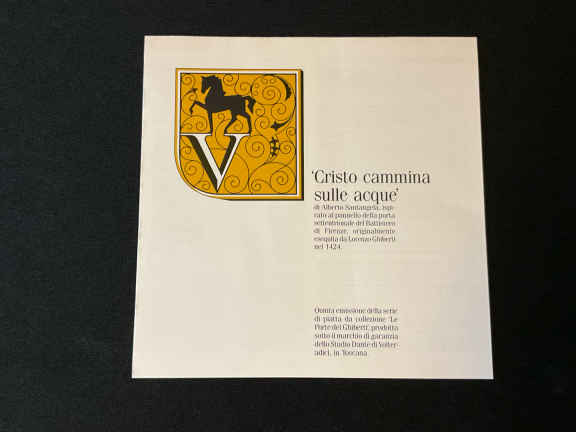 V
'Cristo cammina
sulle acque'
di Alberto Santangela, ispi-
rato al pannello della porta
settentrionale del Battistero
di Firenze, originalmente
eseguita da Lorenzo Ghiberti
nel 1424.
Quinta emissione della serie
di piatta da collezione 'Le
Porte del Ghiberti', prodotta
sotto il marchio di garanzia
dello Studio Dante di Volter-
adici, in Toscana